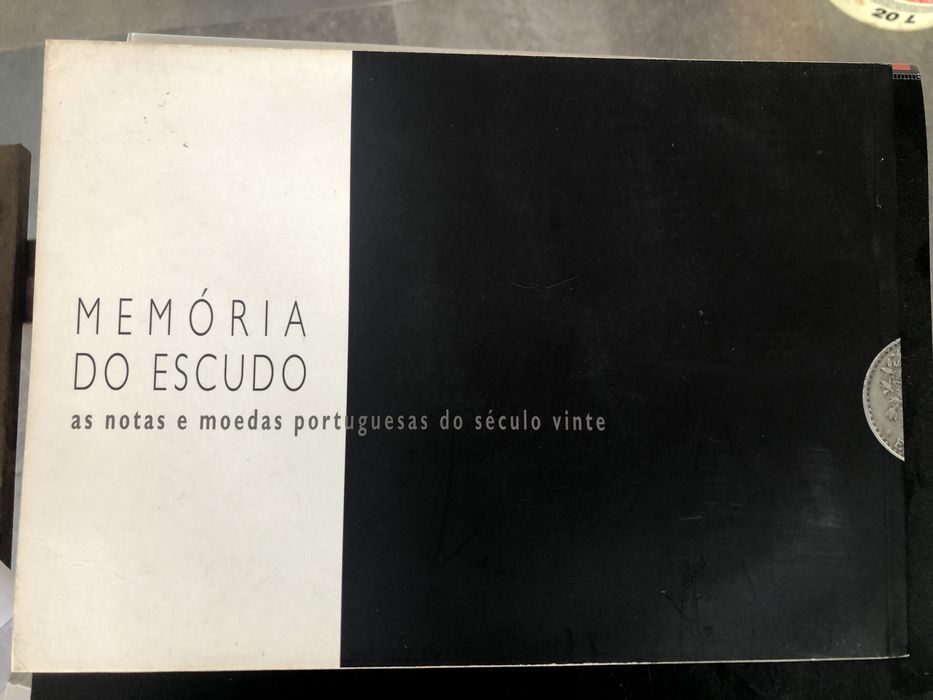 20 L
MEMÓRIA
DO ESCUDO
as notas e moedas portuguesas do século vinte